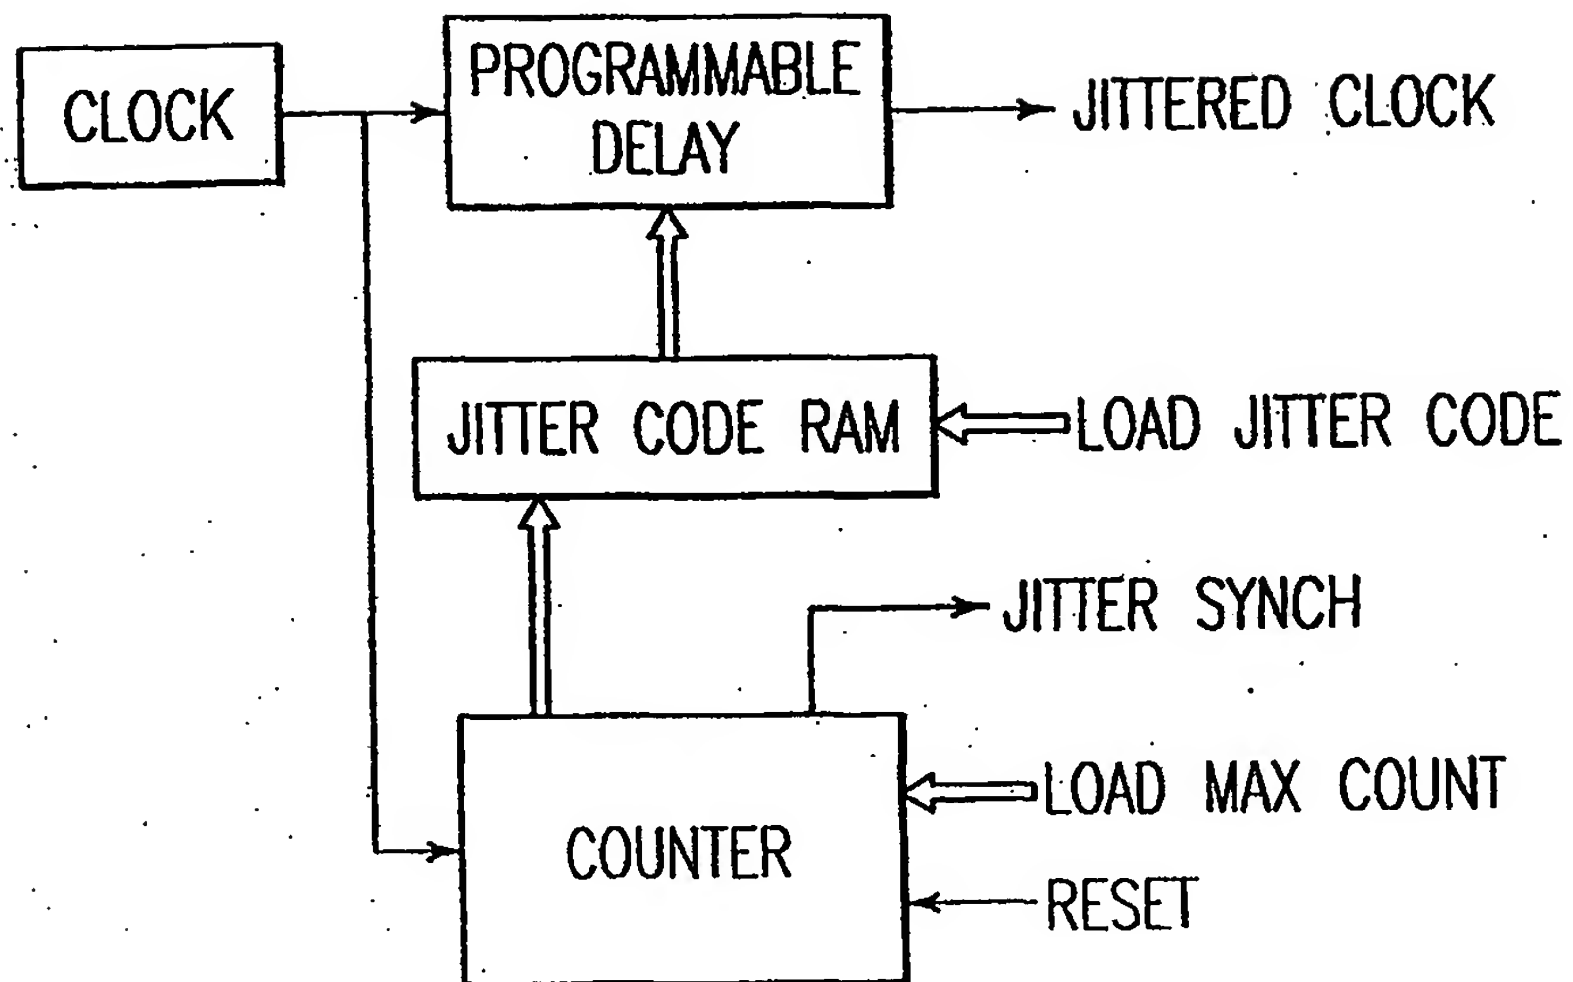 CLOCK
PROGRAMMABLE
DELAY
JITTERED CLOCK
JITTER CODE RAM
LOAD JITTER CODE
JITTER SYNCH
COUNTER
LOAD MAX COUNT
RESET